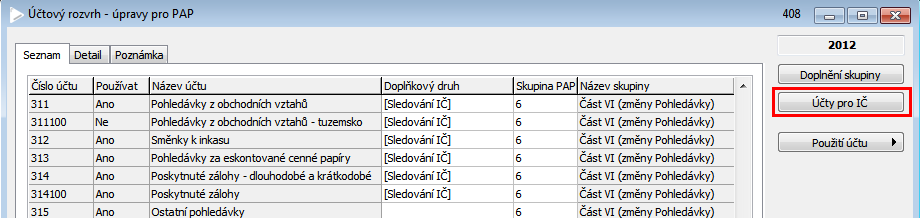 Účtový rozvrh - úpravy pro PAP 408
Seznam Detail Poznámka
2012
Doplnění skupiny
Účty pro IČ
Použití účtu
Číslo účtu Používat Název účtu Doplňkový druh Skupina PAP Název skupiny
311 Ano Pohledávky z obchodních vztahů [Sledování IČ] 6 Část VI (změny Pohledávky)
311100 Ne Pohledávky z obchodních vztahů - tuzemsko [Sledování IČ] 6 Část VI (změny Pohledávky)
312 Ano Směnky k inkasu [Sledování IČ] 6 Část VI (změny Pohledávky)
313 Ano Pohledávky za eskontované cenné papíry [Sledování IČ] 6 Část VI (změny Pohledávky)
314 Ano Poskytnuté zálohy - dlouhodobé a krátkodobé [Sledování IČ] 6 Část VI (změny Pohledávky)
314100 Ano Poskytnuté zálohy [Sledování IČ] 6 Část VI (změny Pohledávky)
315 Ano Ostatní pohledávky 6 Část VI (změny Pohledávky)